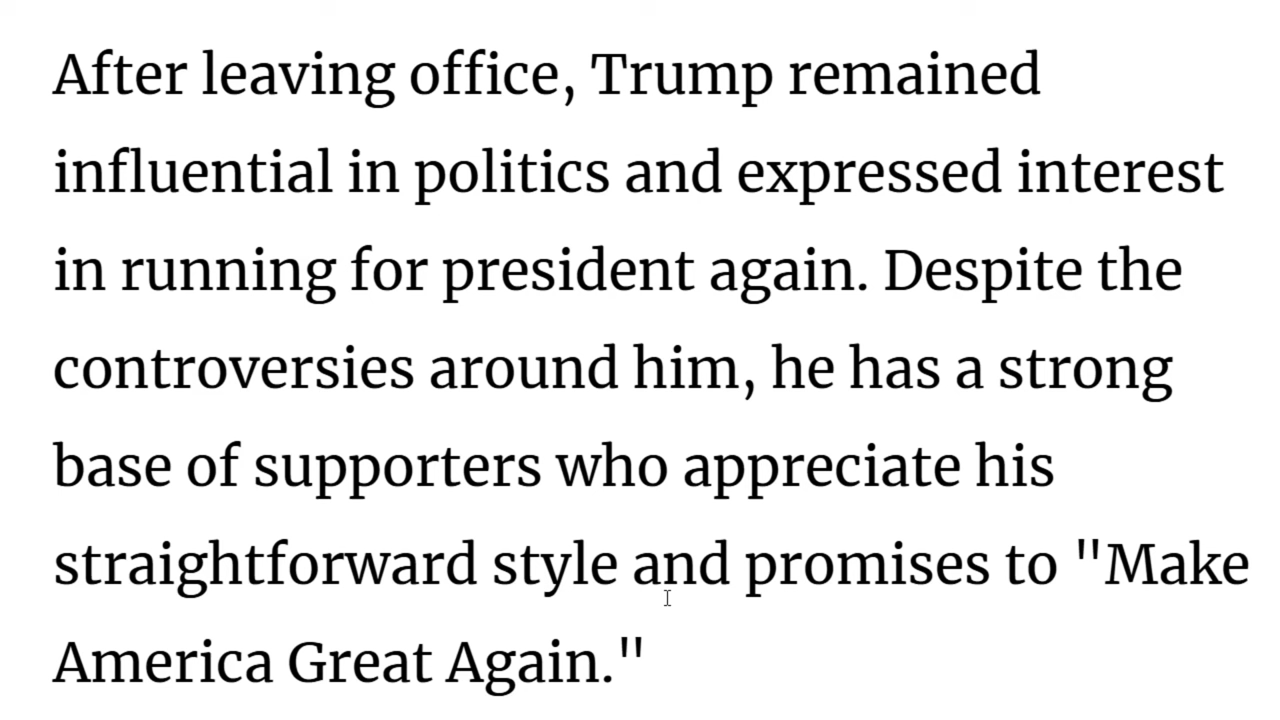 After leaving office, Trump remained
influential in politics and expressed interest
in running for president again. Despite the
controversies around him, he has a strong
base of supporters who appreciate his
straightforward style and promises to "Make
America Great Again."